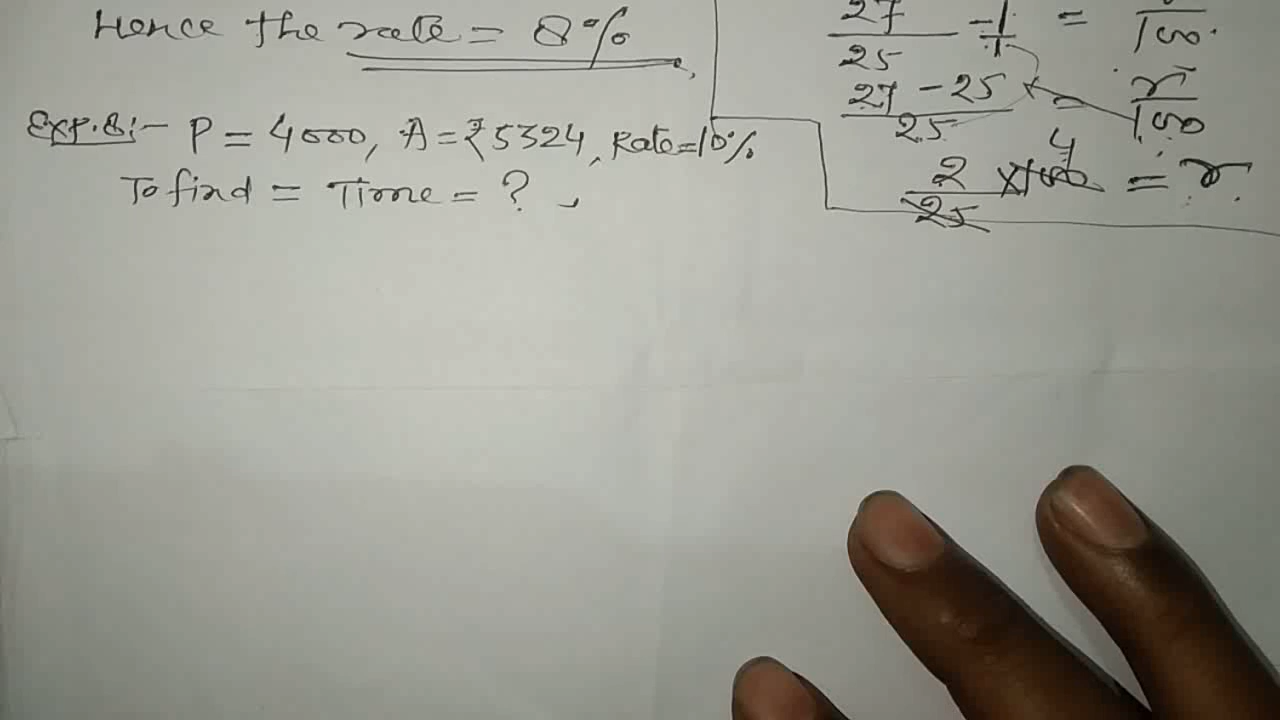 Hence the rate = 8%
Exp.8:- P = 4000, A = ₹5324, Rate=10%
To find = Time = ?
27/25 - 1/1 = /100
27 - 25/25 = r/100
2/25 x 100 4 = r